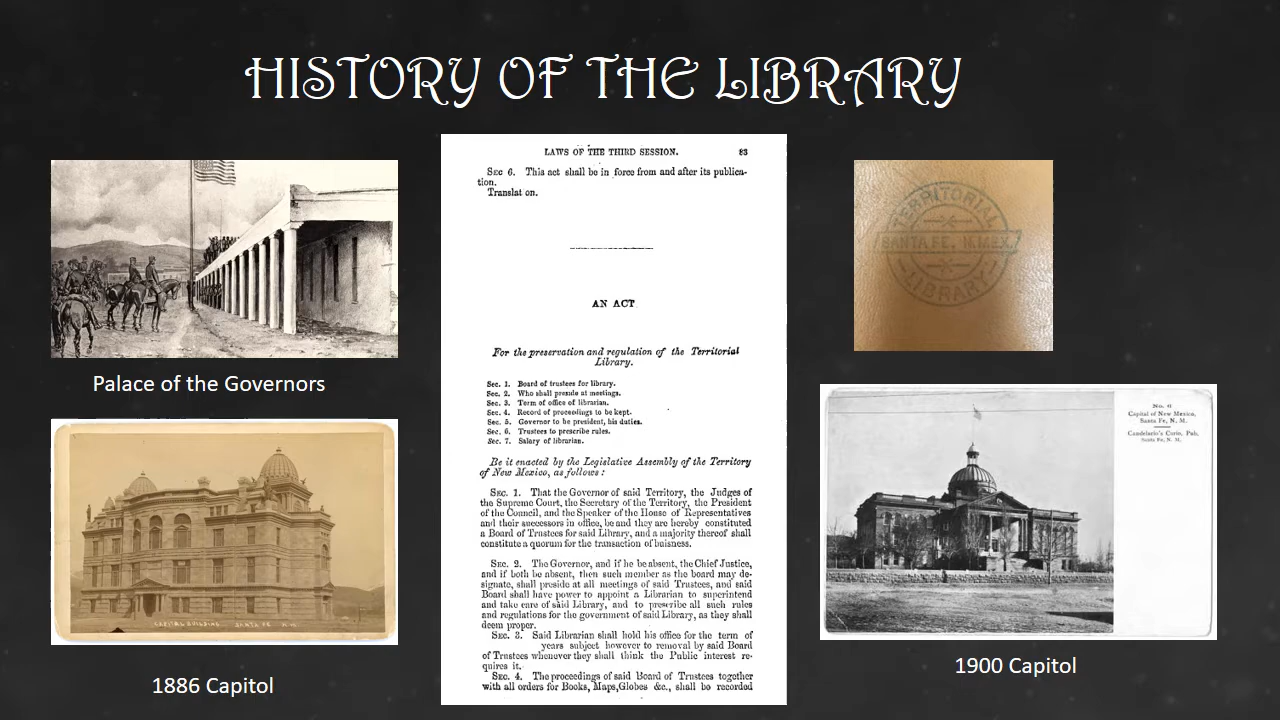 HISTORY OF THE LIBRARY
Palace of the Governors
CAPITAL BUILDING. SANTA FE N.M.
1886 Capitol
LAWS OF THE THIRD SESSION. 83
SEC 6. This act shall be in force from and after its publica-
tion.
Translat on.
AN ACT
For the preservation and regulation of the Territorial
Library.
SEC. 1. Board of trustees for library.
SEC. 2. Who shall preside at meetings.
SEC. 3. Term of office of librarian.
SEC. 4. Record of proceedings to be kept.
SEC. 5. Governor to be president, his duties.
SEC. 6. Trustees to prescribe rules.
SEC. 7. Salary of librarian.
Be it enacted by the Legislative Assembly of the Territory
of New Mexico, as follows:
SEC. 1. That the Governor of said Territory, the Judges of
the Supreme Court, the Secretary of the Territory, the President
of the Council, and the Speaker of the House of Representatives
and their successors in office, be and they are hereby constituted
a Board of Trustees for said Library, and a majority thereof shall
constitute a quorum for the transaction of buisness.
SEC. 2. The Governor, and if he be absent, the Chief Justice,
and if both be absent, then such member as the board may de-
signate, shall preside at all meetings of said Trustees, and said
Board shall have power to appoint a Librarian to superintend
and take care of said Library, and to prescribe all such rules
and regulations for the government of said Library, as they shall
deem proper.
SEC. 3. Said Librarian shall hold his office for the term of
years subject however to removal by said Board
of Trustees whenever they shall think the Public interest re-
quires it.
SEC. 4. The proceedings of said Board of Trustees together
with all orders for Books, Maps, Globes &c., shall be recorded
TERRITORIAL
SANTA FE, N.MEX.
LIBRARY
No. 6
Capital of New Mexico,
Santa Fe, N. M.
Candelario's Curio, Pub.
Santa Fe, N. M.
1900 Capitol